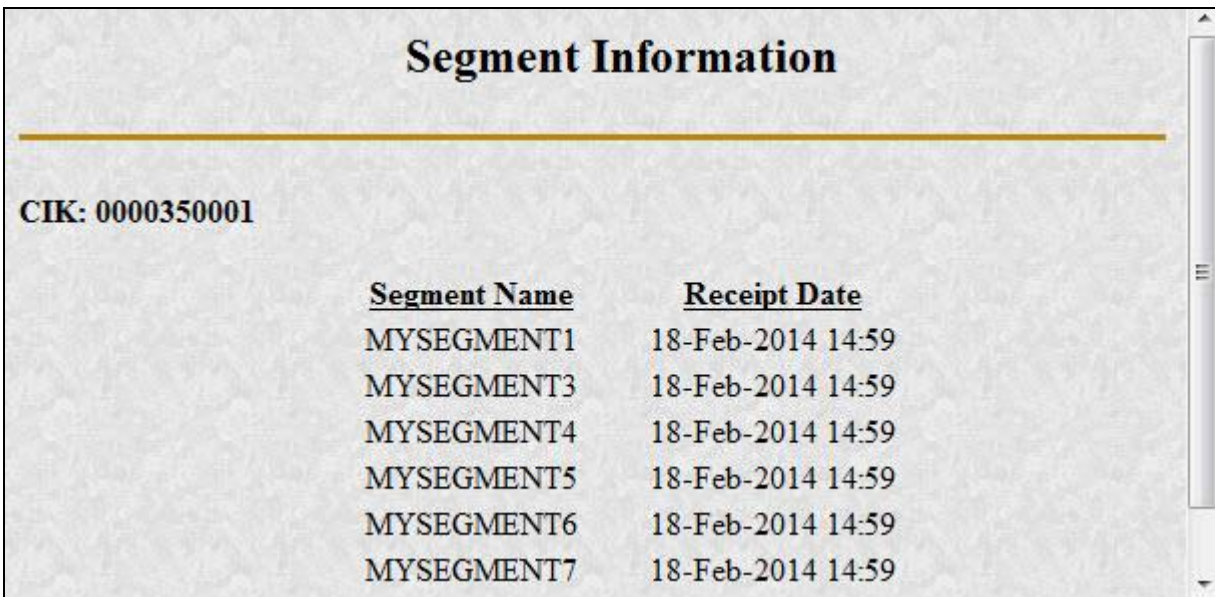 Segment Information
CIK: 0000350001
Segment Name Receipt Date
MYSEGMENT1 18-Feb-2014 14:59
MYSEGMENT3 18-Feb-2014 14:59
MYSEGMENT4 18-Feb-2014 14:59
MYSEGMENT5 18-Feb-2014 14:59
MYSEGMENT6 18-Feb-2014 14:59
MYSEGMENT7 18-Feb-2014 14:59